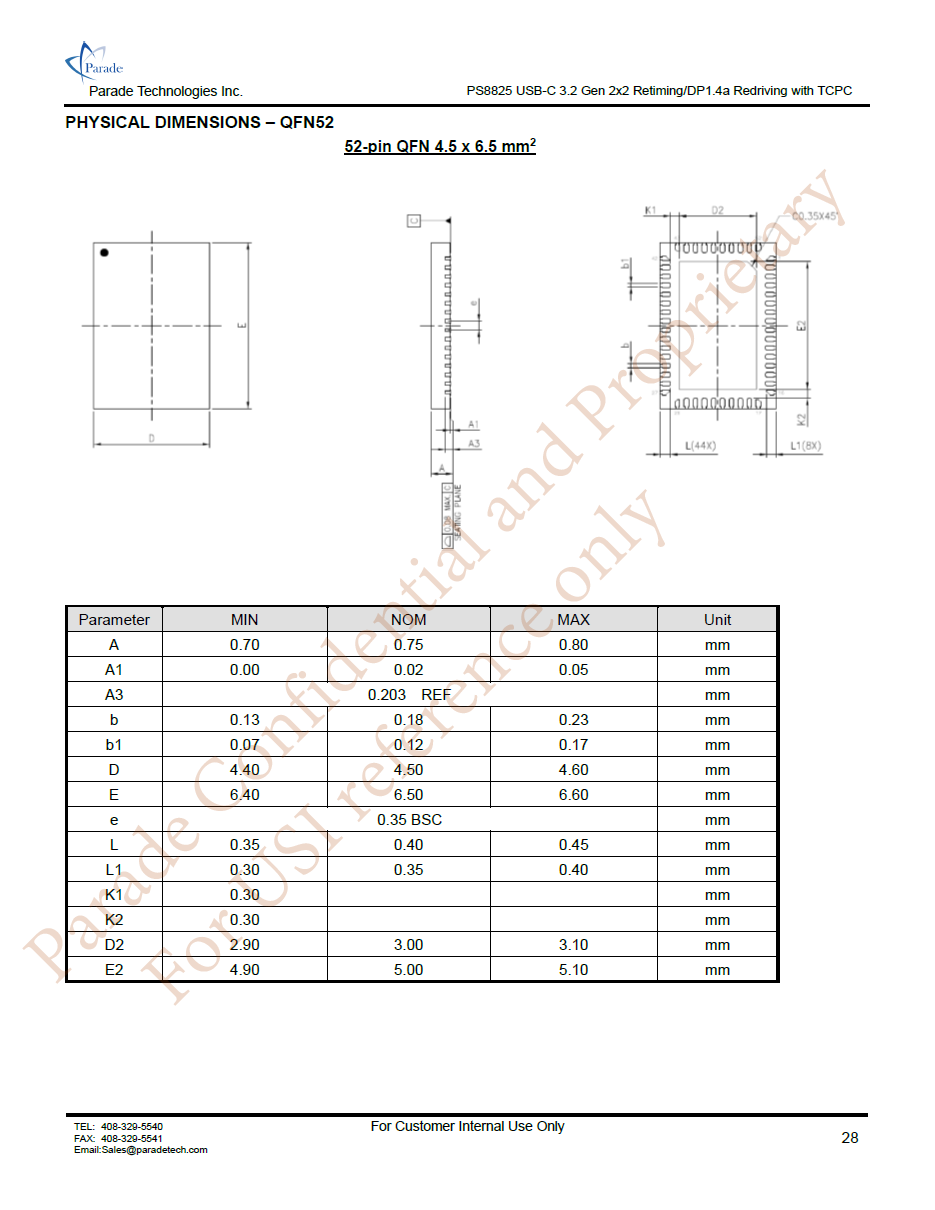 Parade
Parade Technologies Inc.
PS8825 USB-C 3.2 Gen 2x2 Retiming/DP1.4a Redriving with TCPC
PHYSICAL DIMENSIONS – QFN52
52-pin QFN 4.5 x 6.5 mm²
E
D
C
e
A1
A3
A
0.08 MAX C
SEATING PLANE
K1
D2
C0.35X45°
b1
b
E2
K2
L(44X)
L1(8X)
Parameter MIN NOM MAX Unit
A 0.70 0.75 0.80 mm
A1 0.00 0.02 0.05 mm
A3 0.203 REF mm
b 0.13 0.18 0.23 mm
b1 0.07 0.12 0.17 mm
D 4.40 4.50 4.60 mm
E 6.40 6.50 6.60 mm
e 0.35 BSC mm
L 0.35 0.40 0.45 mm
L1 0.30 0.35 0.40 mm
K1 0.30 mm
K2 0.30 mm
D2 2.90 3.00 3.10 mm
E2 4.90 5.00 5.10 mm
Parade Confidential and Proprietary
For USI reference only
TEL: 408-329-5540
FAX: 408-329-5541
Email:Sales@paradetech.com
For Customer Internal Use Only
28